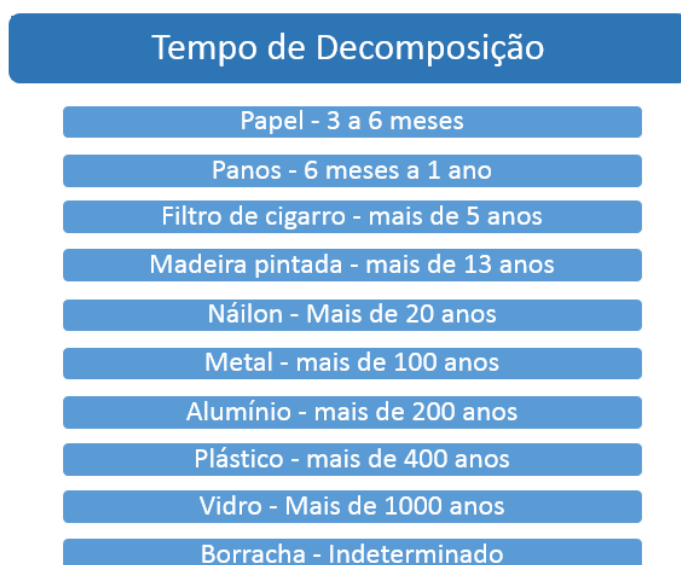 Tempo de Decomposição
Papel - 3 a 6 meses
Panos - 6 meses a 1 ano
Filtro de cigarro - mais de 5 anos
Madeira pintada - mais de 13 anos
Náilon - Mais de 20 anos
Metal - mais de 100 anos
Alumínio - mais de 200 anos
Plástico - mais de 400 anos
Vidro - Mais de 1000 anos
Borracha - Indeterminado